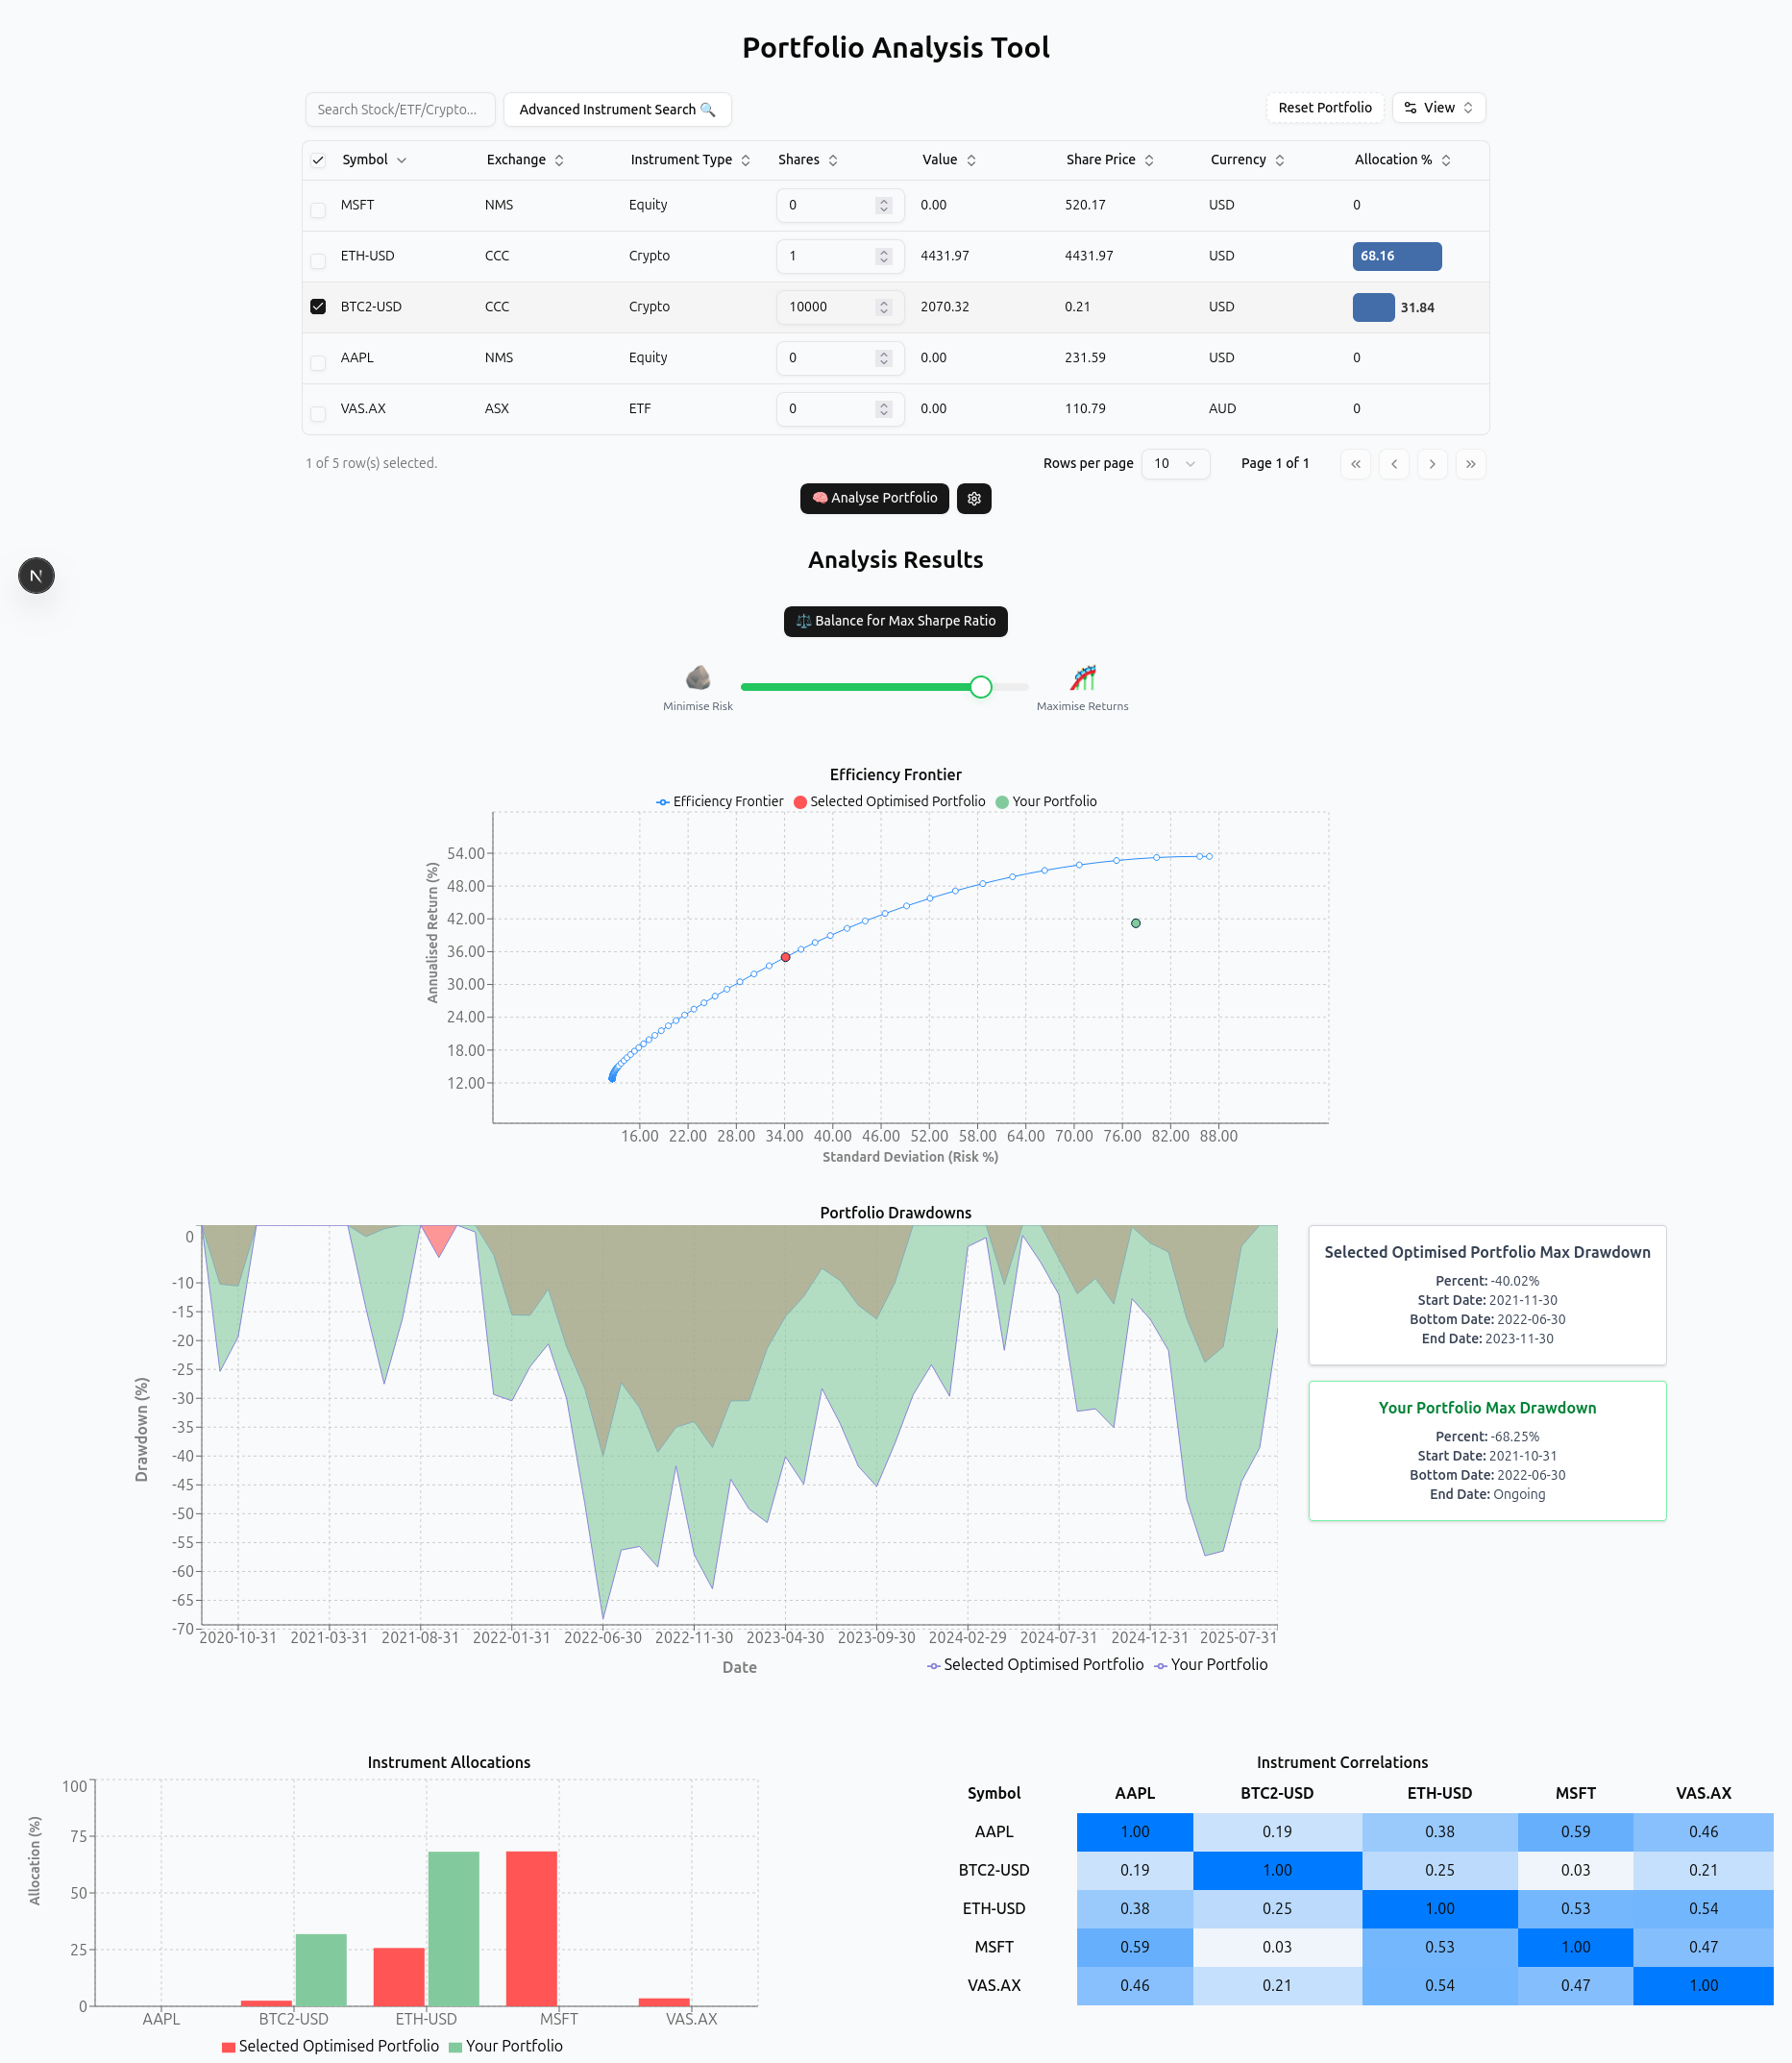 Portfolio Analysis Tool
Search Stock/ETF/Crypto... Advanced Instrument Search Reset Portfolio View
Symbol Exchange Instrument Type Shares Value Share Price Currency Allocation %
MSFT NMS Equity 0 0.00 520.17 USD 0
ETH-USD CCC Crypto 1 4431.97 4431.97 USD 68.16
BTC2-USD CCC Crypto 10000 2070.32 0.21 USD 31.84
AAPL NMS Equity 0 0.00 231.59 USD 0
VAS.AX ASX ETF 0 0.00 110.79 AUD 0
1 of 5 row(s) selected. Rows per page 10 Page 1 of 1
Analyse Portfolio
Analysis Results
N
Balance for Max Sharpe Ratio
Minimise Risk Maximise Returns
Efficiency Frontier
Efficiency Frontier Selected Optimised Portfolio Your Portfolio
Annualised Return (%)
54.00
48.00
42.00
36.00
30.00
24.00
18.00
12.00
16.00 22.00 28.00 34.00 40.00 46.00 52.00 58.00 64.00 70.00 76.00 82.00 88.00
Standard Deviation (Risk %)
Portfolio Drawdowns
Drawdown (%)
0
-10
-15
-20
-25
-30
-35
-40
-45
-50
-55
-60
-65
-70
2020-10-31 2021-03-31 2021-08-31 2022-01-31 2022-06-30 2022-11-30 2023-04-30 2023-09-30 2024-02-29 2024-07-31 2024-12-31 2025-07-31
Date
Selected Optimised Portfolio Your Portfolio
Selected Optimised Portfolio Max Drawdown
Percent: -40.02%
Start Date: 2021-11-30
Bottom Date: 2022-06-30
End Date: 2023-11-30
Your Portfolio Max Drawdown
Percent: -68.25%
Start Date: 2021-10-31
Bottom Date: 2022-06-30
End Date: Ongoing
Instrument Allocations
Allocation (%)
100
75
50
25
0
AAPL BTC2-USD ETH-USD MSFT VAS.AX
Selected Optimised Portfolio Your Portfolio
Instrument Correlations
Symbol AAPL BTC2-USD ETH-USD MSFT VAS.AX
AAPL 1.00 0.19 0.38 0.59 0.46
BTC2-USD 0.19 1.00 0.25 0.03 0.21
ETH-USD 0.38 0.25 1.00 0.53 0.54
MSFT 0.59 0.03 0.53 1.00 0.47
VAS.AX 0.46 0.21 0.54 0.47 1.00